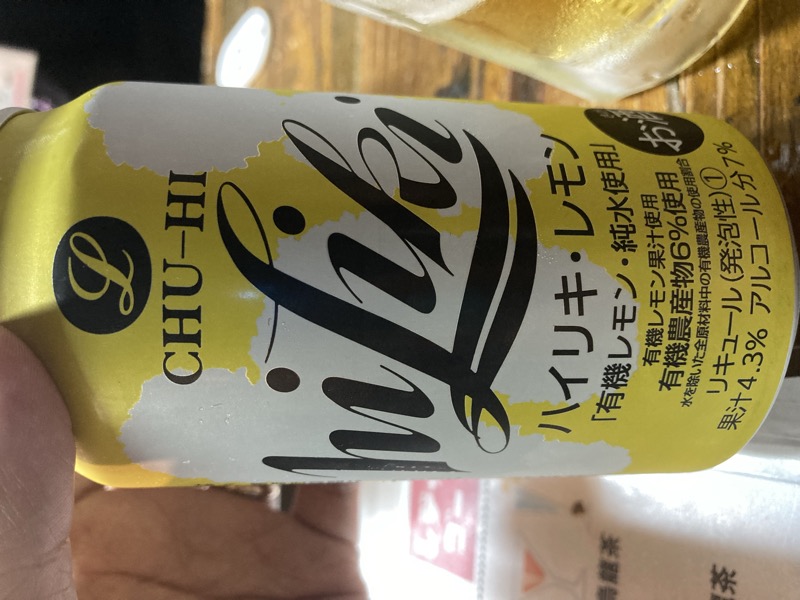 L
CHU-HI
hiLiki
ハイリキ・レモン
「有機レモン・純水使用」
有機レモン果汁使用
有機農産物6%使用
水を除いた全原材料中の有機農産物の使用割合
お酒
リキュール(発泡性)①
果汁4.3% アルコール分7%
烏龍茶
茶